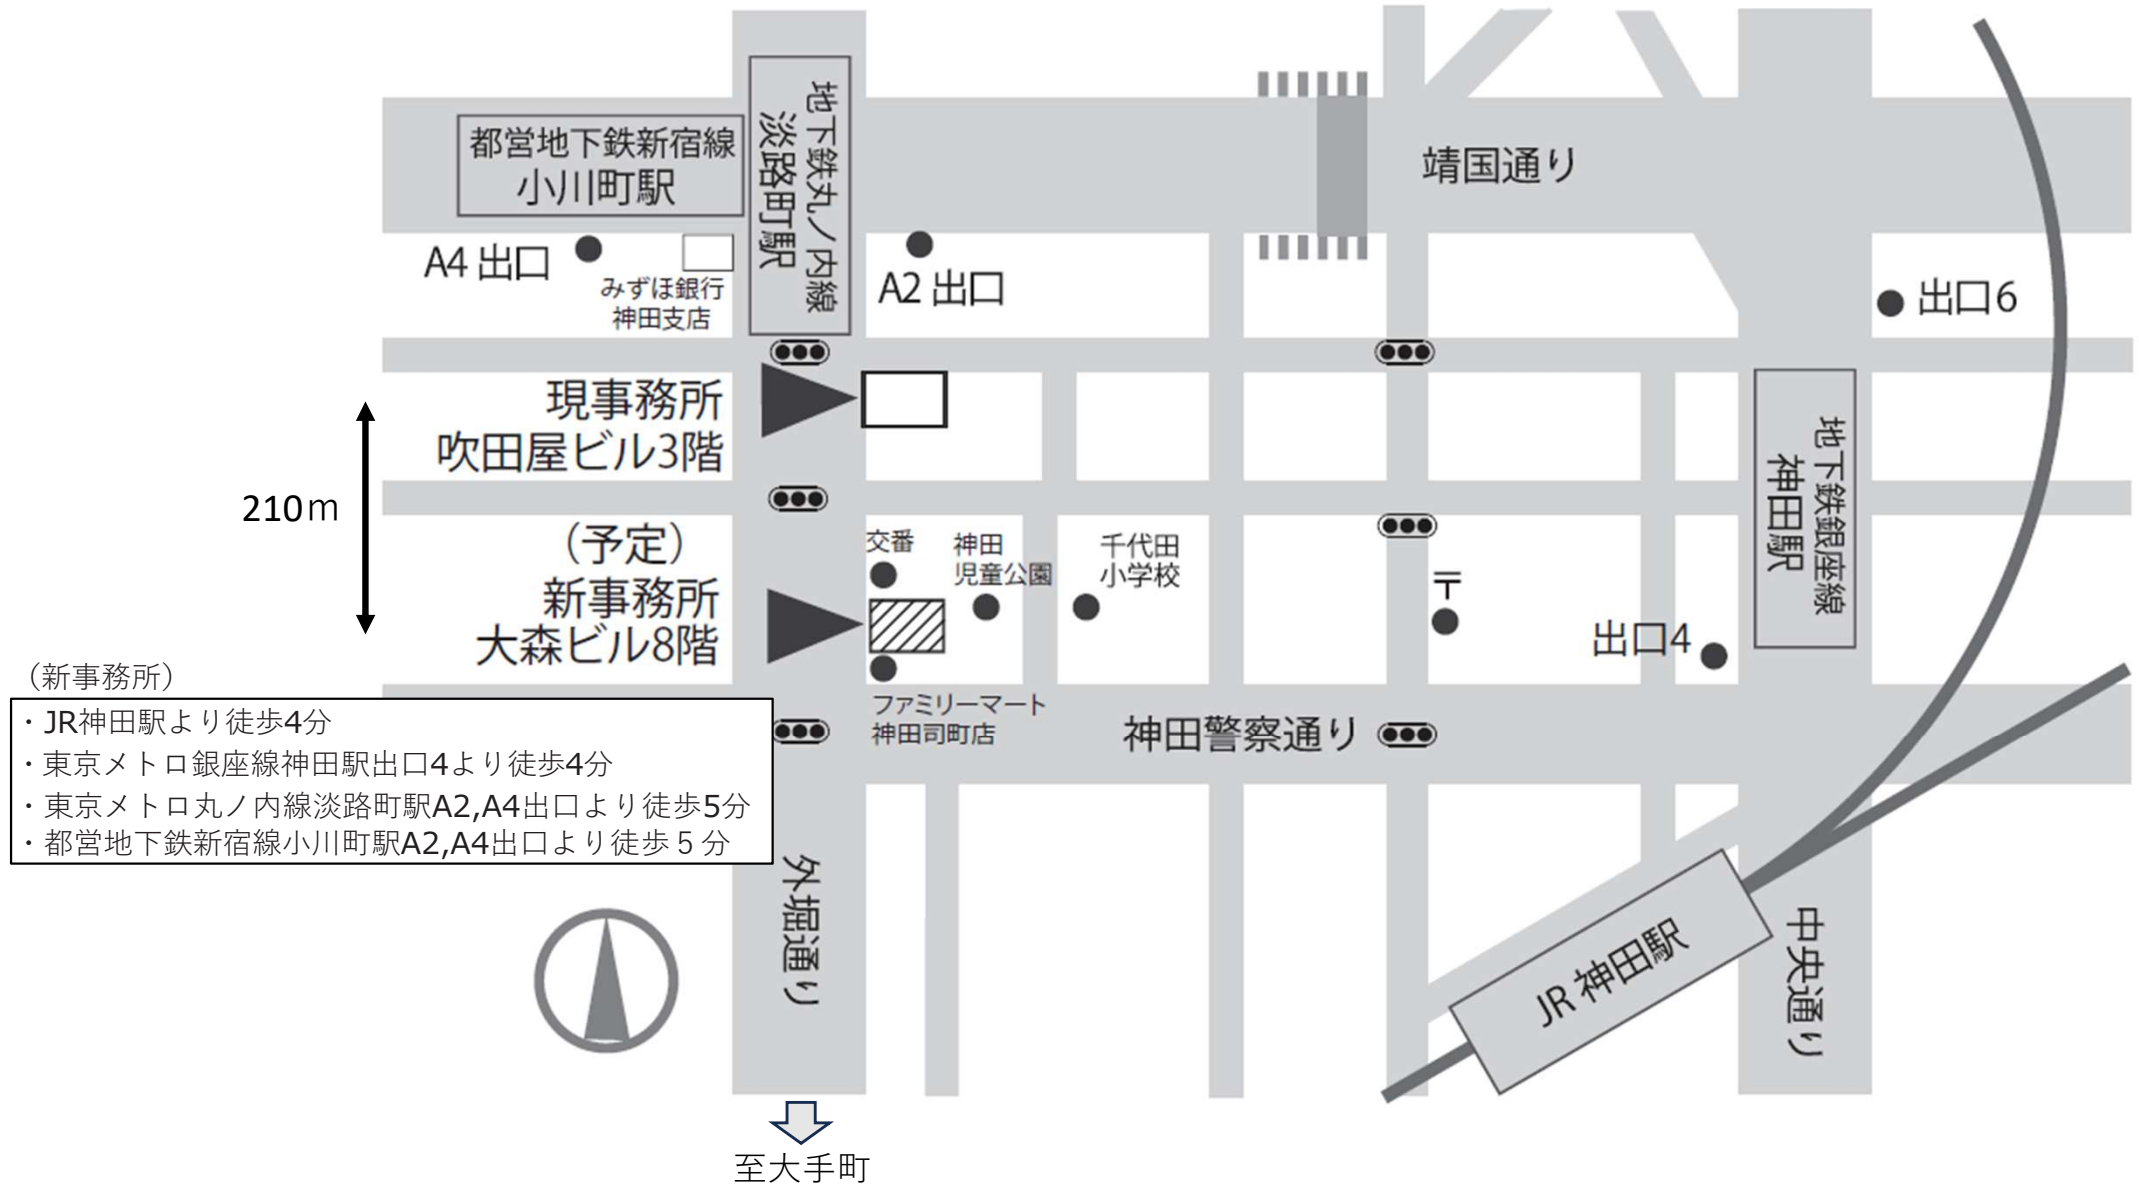 都営地下鉄新宿線
小川町駅
地下鉄丸ノ内線
淡路町駅
靖国通り
A4 出口
みずほ銀行
神田支店
A2 出口
出口6
現事務所
吹田屋ビル3階
210m
(予定)
新事務所
大森ビル8階
交番
神田
児童公園
千代田
小学校
〒
出口4
地下鉄銀座線
神田駅
ファミリーマート
神田司町店
神田警察通り
(新事務所)
・JR神田駅より徒歩4分
・東京メトロ銀座線神田駅出口4より徒歩4分
・東京メトロ丸ノ内線淡路町駅A2,A4出口より徒歩5分
・都営地下鉄新宿線小川町駅A2,A4出口より徒歩５分
外堀通り
JR 神田駅
中央通り
至大手町